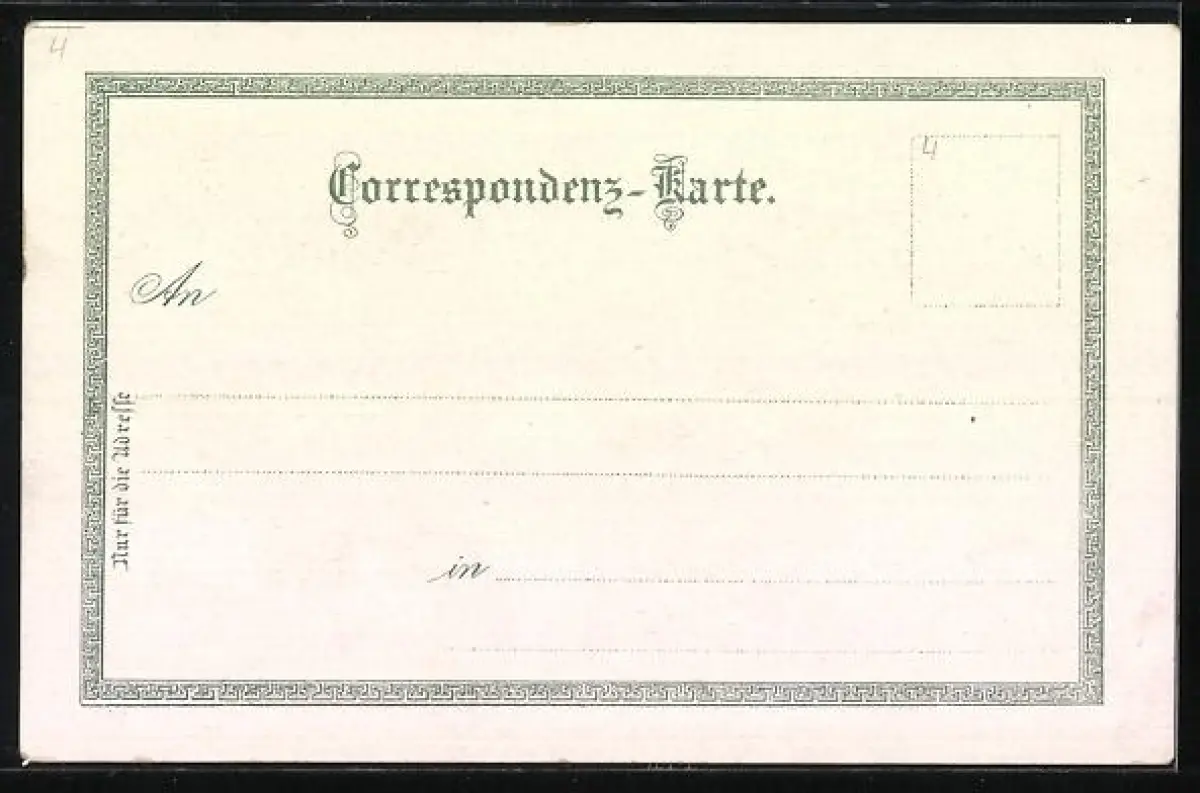 4
4
Correspondenz-Karte.
An
Nur für die Adresse
in